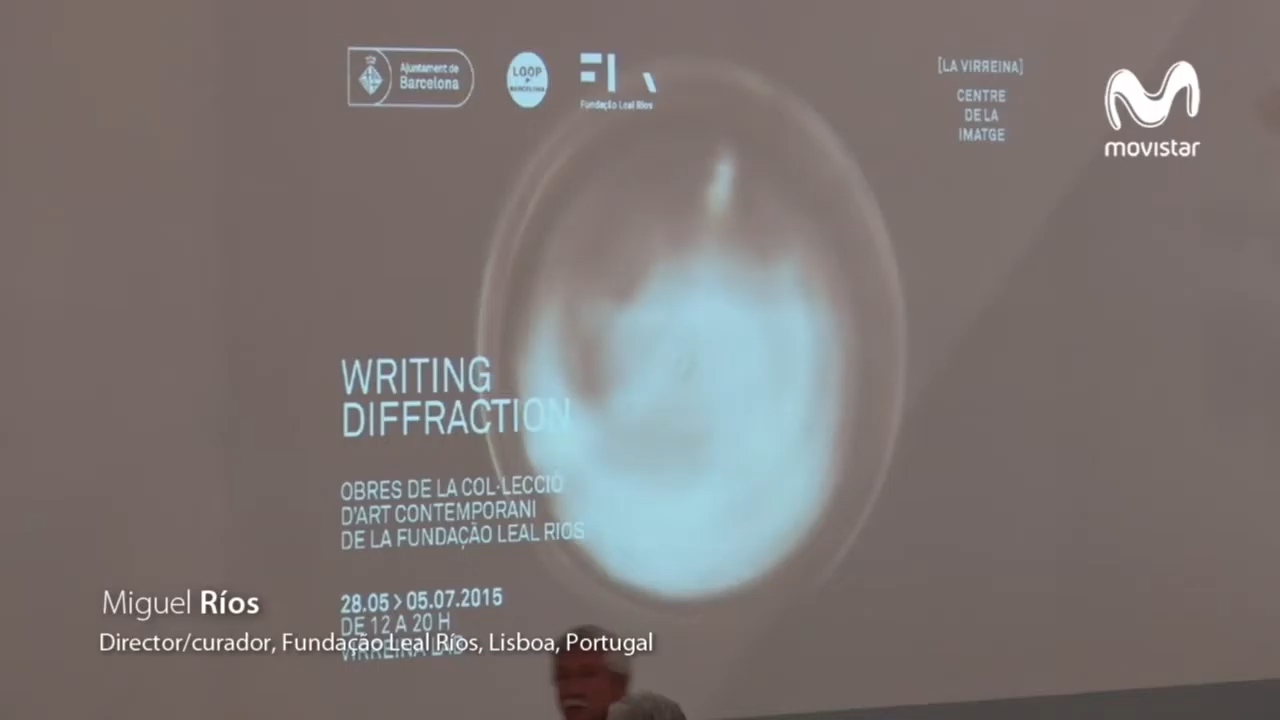 Ajuntament de
Barcelona
LOOP
BARCELONA
Fundação Leal Rios
[LA VIRREINA]
CENTRE
DE LA
IMATGE
movistar
WRITING
DIFFRACTION
OBRES DE LA COL·LECCIÓ
D'ART CONTEMPORANI
DE LA FUNDAÇÃO LEAL RIOS
28.05 > 05.07.2015
DE 12 A 20 H
VIRREINA LAB
Miguel Ríos
Director/curador, Fundação Leal Ríos, Lisboa, Portugal